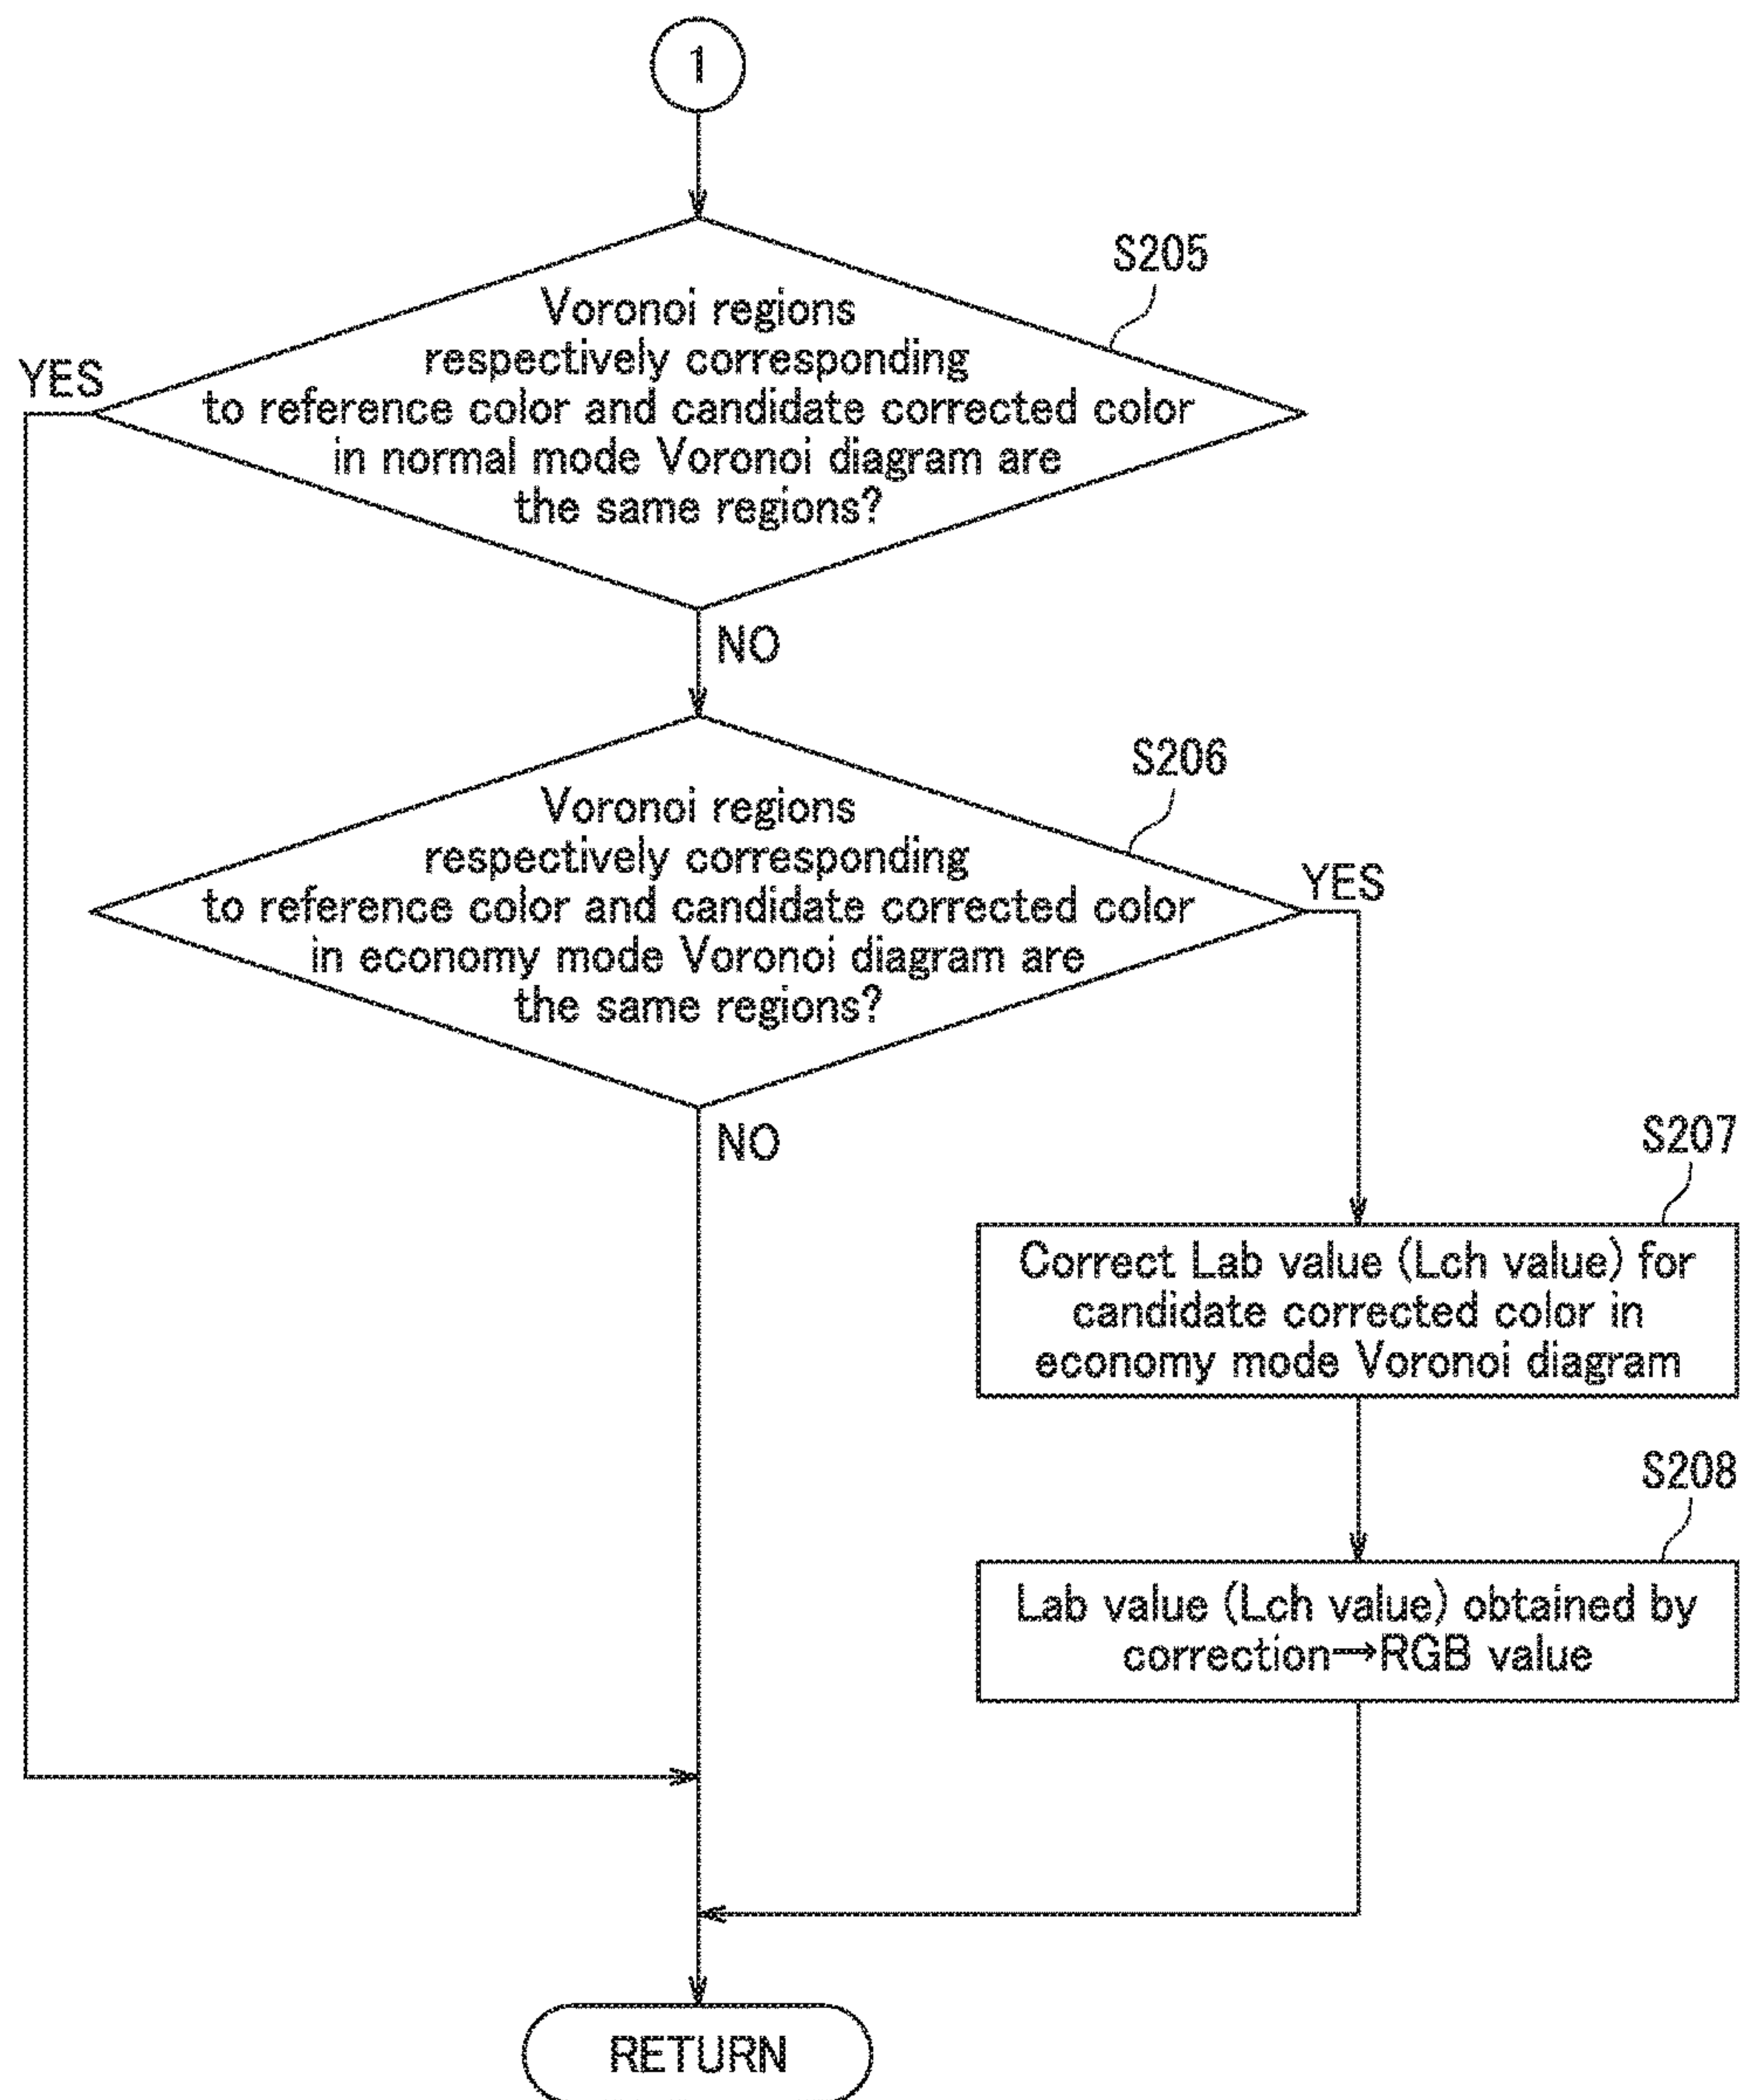 1
S205
Voronoi regions
respectively corresponding
to reference color and candidate corrected color
in normal mode Voronoi diagram are
the same regions?
YES
NO
S206
Voronoi regions
respectively corresponding
to reference color and candidate corrected color
in economy mode Voronoi diagram are
the same regions?
YES
NO
S207
Correct Lab value (Lch value) for
candidate corrected color in
economy mode Voronoi diagram
S208
Lab value (Lch value) obtained by
correction→RGB value
RETURN